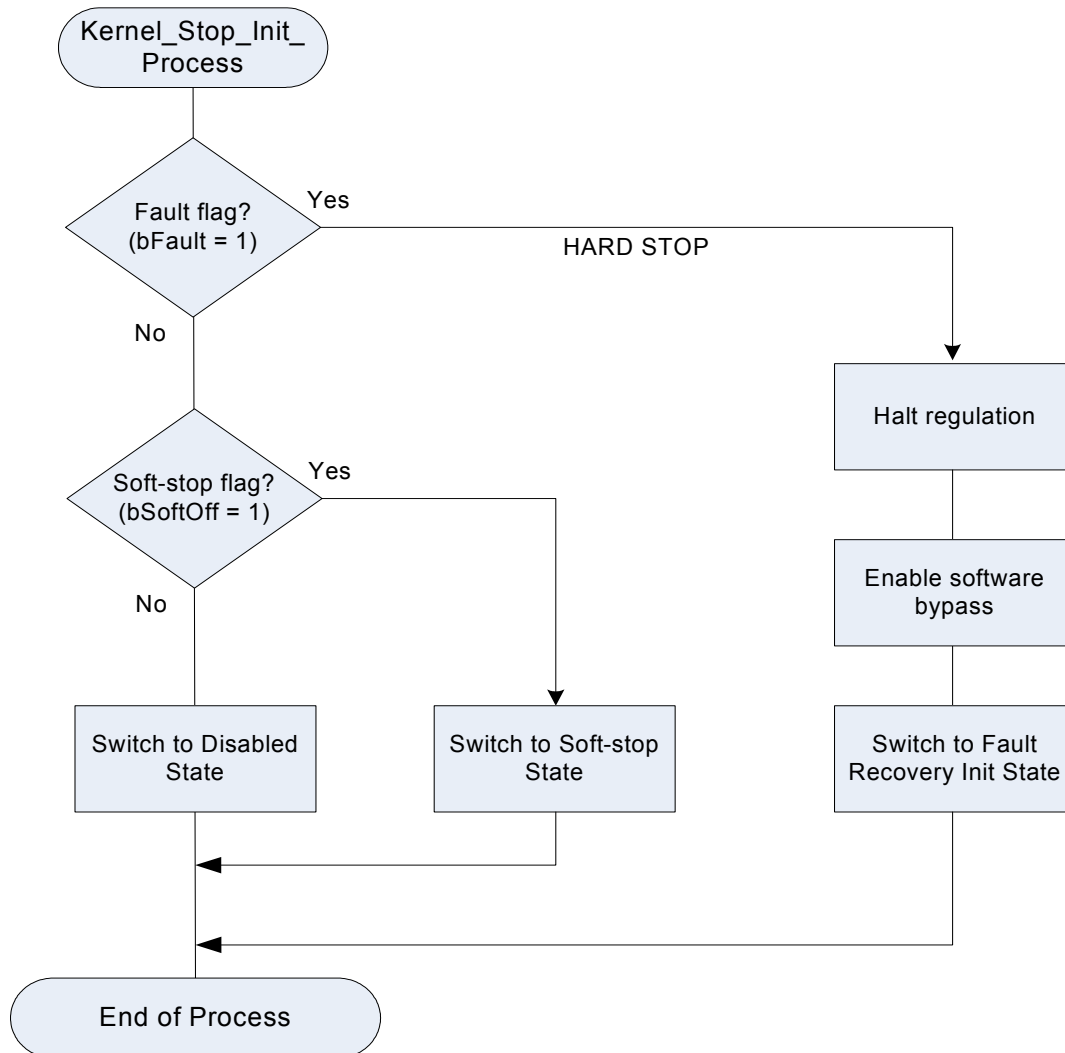 Kernel_Stop_Init_
Process
Fault flag?
(bFault = 1)
Yes
HARD STOP
No
Halt regulation
Soft-stop flag?
(bSoftOff = 1)
Yes
No
Enable software
bypass
Switch to Disabled
State
Switch to Soft-stop
State
Switch to Fault
Recovery Init State
End of Process